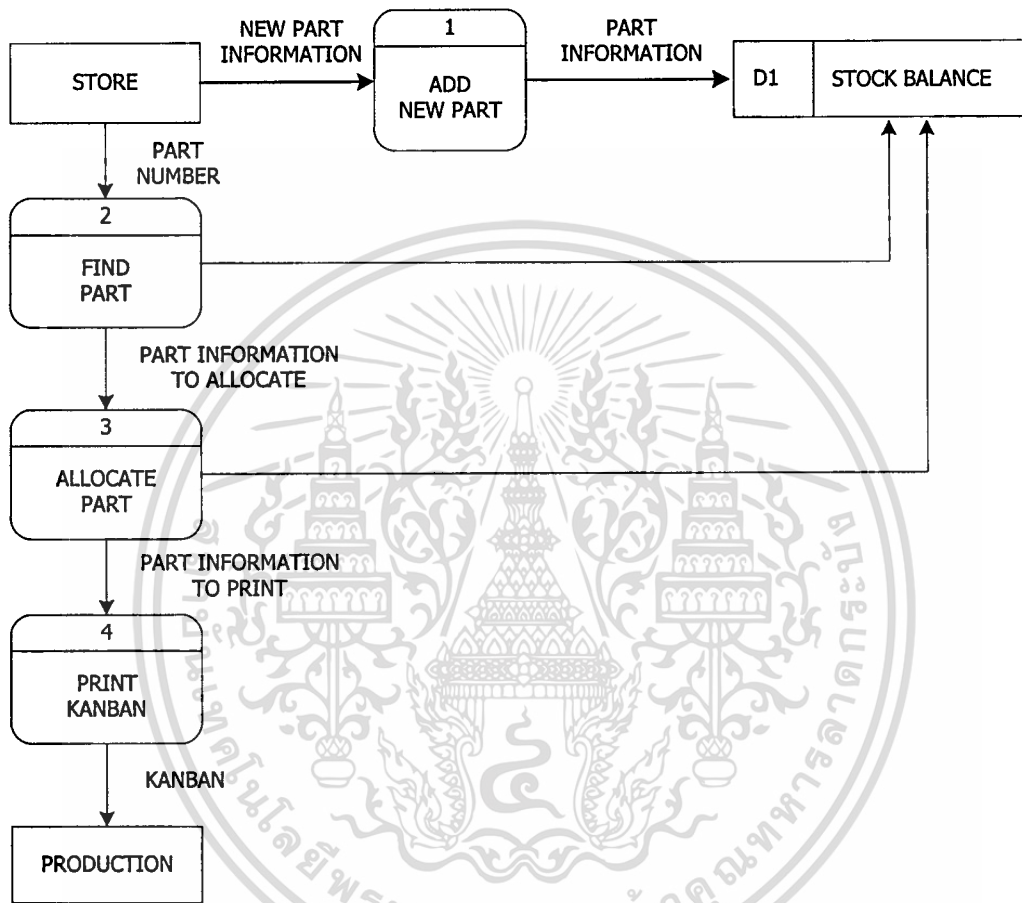 NEW PART
INFORMATION
1
ADD
NEW PART
PART
INFORMATION
STORE
D1
STOCK BALANCE
PART
NUMBER
2
FIND
PART
PART INFORMATION
TO ALLOCATE
3
ALLOCATE
PART
PART INFORMATION
TO PRINT
4
PRINT
KANBAN
KANBAN
PRODUCTION